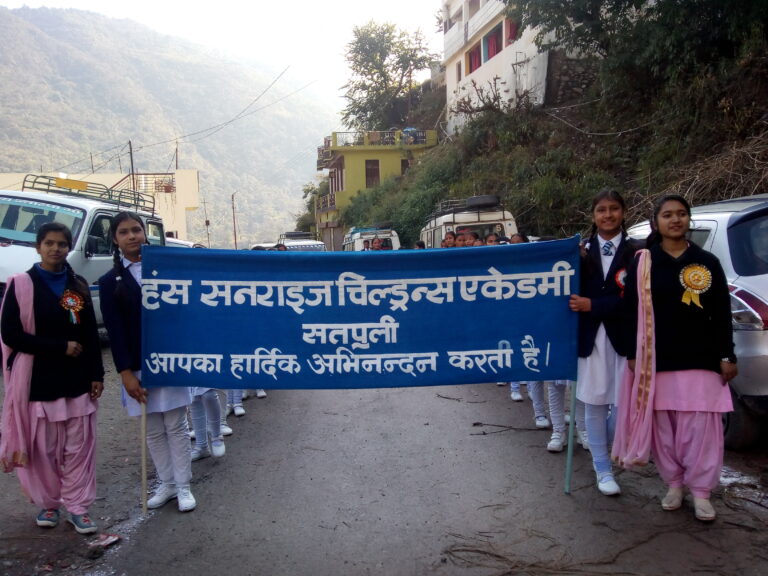 हंस सनराइज चिल्ड्रन्स एकेडमी
सतपुली
आपका हार्दिक अभिनन्दन करती है।